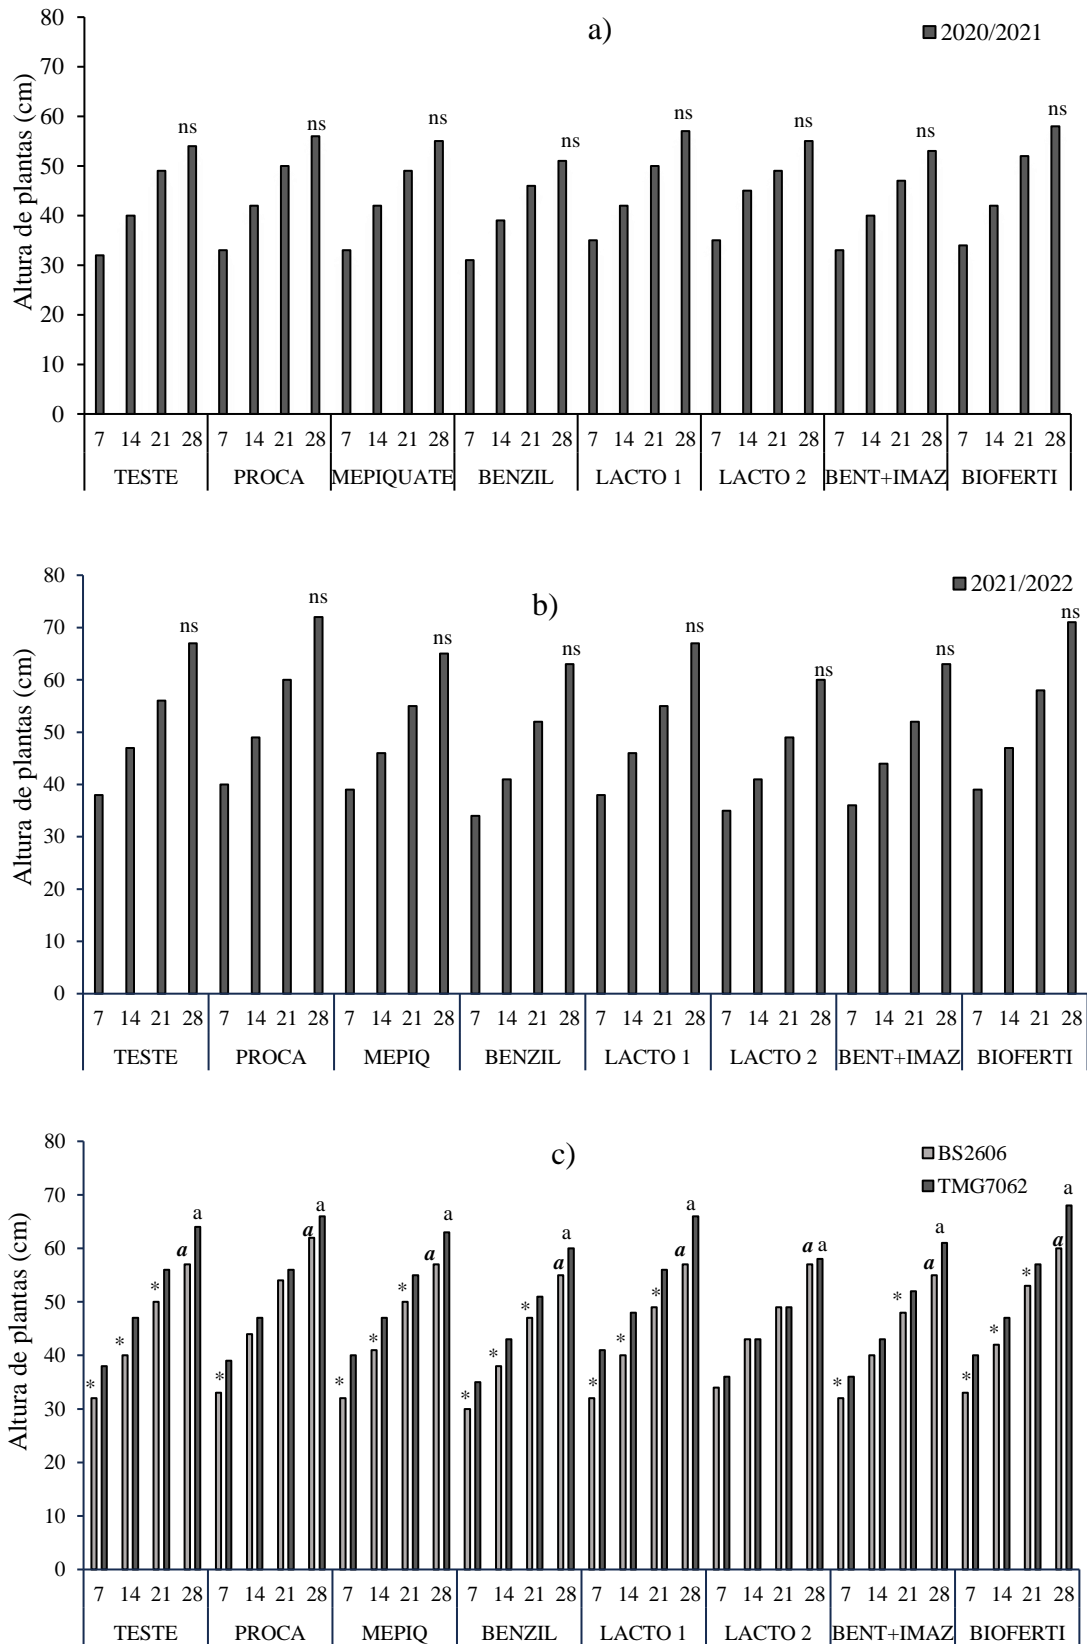 a)
2020/2021
Altura de plantas (cm)
80
70
60
50
40
30
20
10
0
ns ns ns ns ns ns ns ns
7 14 21 28 7 14 21 28 7 14 21 28 7 14 21 28 7 14 21 28 7 14 21 28 7 14 21 28 7 14 21 28
TESTE PROCA MEPIQUATE BENZIL LACTO 1 LACTO 2 BENT+IMAZ BIOFERTI
b)
2021/2022
Altura de plantas (cm)
80
70
60
50
40
30
20
10
0
ns ns ns ns ns ns ns ns
7 14 21 28 7 14 21 28 7 14 21 28 7 14 21 28 7 14 21 28 7 14 21 28 7 14 21 28 7 14 21 28
TESTE PROCA MEPIQ BENZIL LACTO 1 LACTO 2 BENT+IMAZ BIOFERTI
c)
BS2606
TMG7062
Altura de plantas (cm)
80
70
60
50
40
30
20
10
0
* * * a a * a a * * * a a * * * a a * * * a a a a * * a a * * * a a
7 14 21 28 7 14 21 28 7 14 21 28 7 14 21 28 7 14 21 28 7 14 21 28 7 14 21 28 7 14 21 28
TESTE PROCA MEPIQ BENZIL LACTO 1 LACTO 2 BENT+IMAZ BIOFERTI